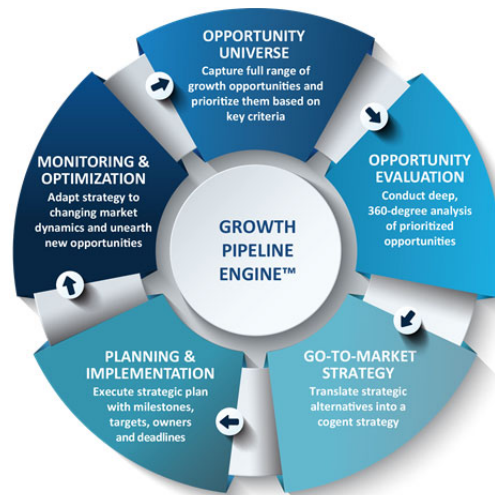 OPPORTUNITY
UNIVERSE
Capture full range of
growth opportunities and
prioritize them based on
key criteria
OPPORTUNITY
EVALUATION
Conduct deep,
360-degree analysis
of prioritized
opportunities
GO-TO-MARKET
STRATEGY
Translate strategic
alternatives into a
cogent strategy
PLANNING &
IMPLEMENTATION
Execute strategic plan
with milestones,
targets, owners
and deadlines
MONITORING &
OPTIMIZATION
Adapt strategy to
changing market
dynamics and unearth
new opportunities
GROWTH
PIPELINE
ENGINE™